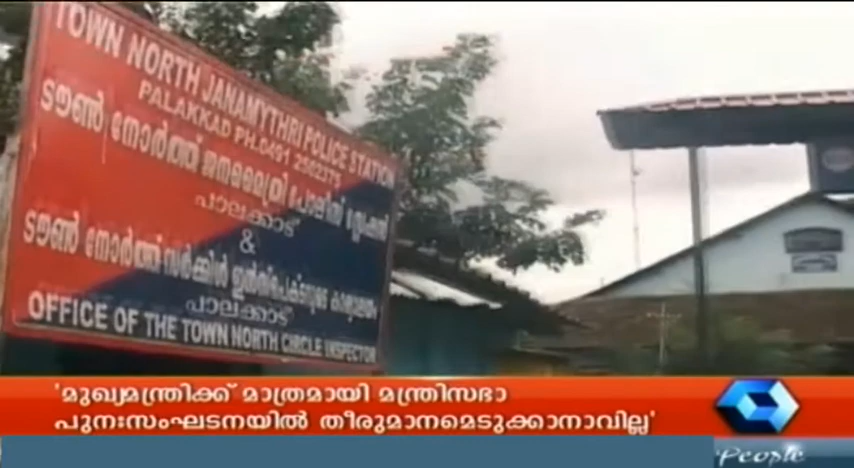 TOWN NORTH JANAMYTHRI POLICE STATION
PALAKKAD PH.0491 2502375
ടൗൺ നോർത്ത് ജനമൈത്രി പോലീസ് സ്റ്റേഷൻ
പാലക്കാട്
&
ടൗൺ നോർത്ത് സർക്കിൾ ഇൻസ്പെക്ടറുടെ കാര്യാലയം
പാലക്കാട്
OFFICE OF THE TOWN NORTH CIRCLE INSPECTOR
'മുഖ്യമന്ത്രിക്ക് മാത്രമായി മന്ത്രിസഭാ
പുനഃസംഘടനയിൽ തീരുമാനമെടുക്കാനാവില്ല'
People